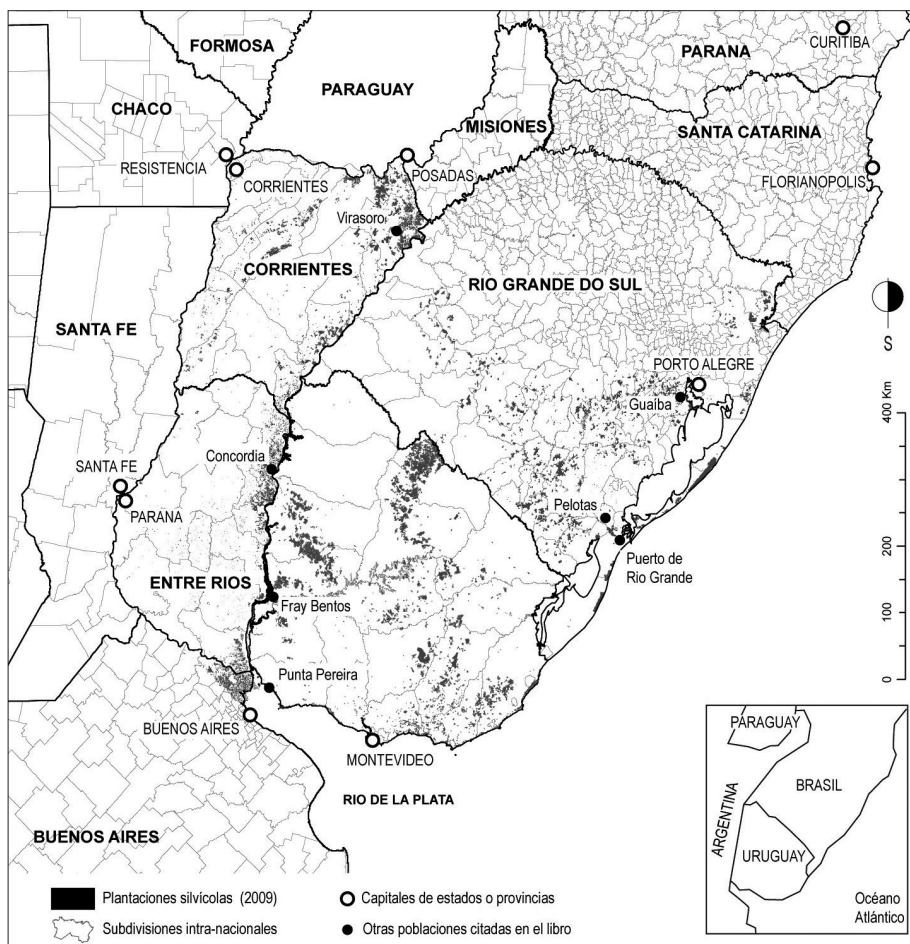 FORMOSA
PARANA
CURITIBA
CHACO
PARAGUAY
MISIONES
SANTA CATARINA
RESISTENCIA
CORRIENTES
POSADAS
FLORIANOPOLIS
Virasoro
CORRIENTES
RIO GRANDE DO SUL
SANTA FE
S
PORTO ALEGRE
Guaiba
400 Km
Concordia
SANTA FE
PARANA
Pelotas
200
Puerto de
Rio Grande
ENTRE RIOS
Fray Bentos
100
Punta Pereira
0
BUENOS AIRES
MONTEVIDEO
RIO DE LA PLATA
BUENOS AIRES
PARAGUAY
BRASIL
ARGENTINA
URUGUAY
Océano
Atlántico
Plantaciones silvícolas (2009)
Capitales de estados o provincias
Subdivisiones intra-nacionales
Otras poblaciones citadas en el libro